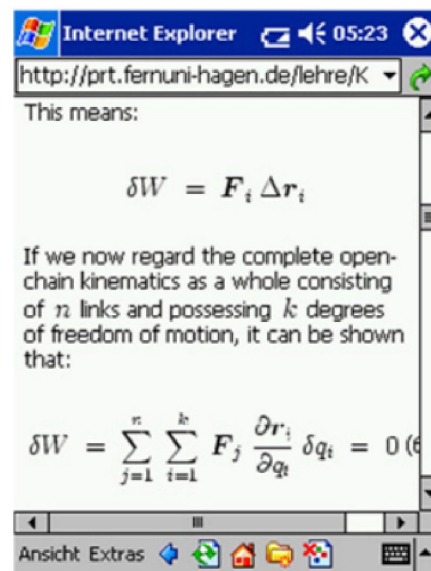 Internet Explorer 05:23
http://prt.fernuni-hagen.de/lehre/K
This means:
δW = F_i Δr_i
If we now regard the complete open-
chain kinematics as a whole consisting
of n links and possessing k degrees
of freedom of motion, it can be shown
that:
δW = ∑_{j=1}^{n} ∑_{i=1}^{k} F_j ∂r_i/∂q_i δq_i = 0 (6
Ansicht Extras